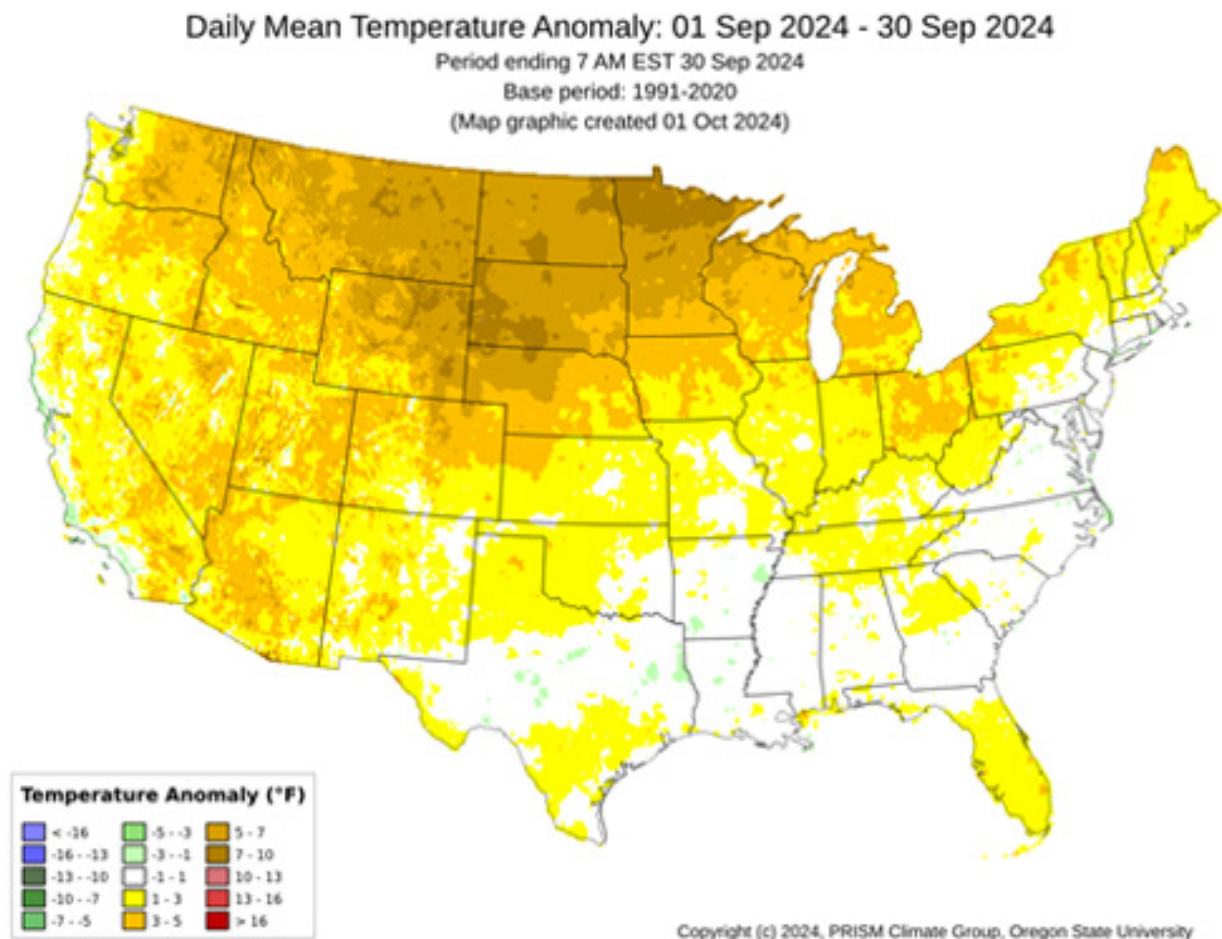 Daily Mean Temperature Anomaly: 01 Sep 2024 - 30 Sep 2024
Period ending 7 AM EST 30 Sep 2024
Base period: 1991-2020
(Map graphic created 01 Oct 2024)
Temperature Anomaly (°F)
< -16
-16 - -13
-13 - -10
-10 - -7
-7 - -5
-5 - -3
-3 - -1
-1 - 1
1 - 3
3 - 5
5 - 7
7 - 10
10 - 13
13 - 16
> 16
Copyright (c) 2024, PRISM Climate Group, Oregon State University